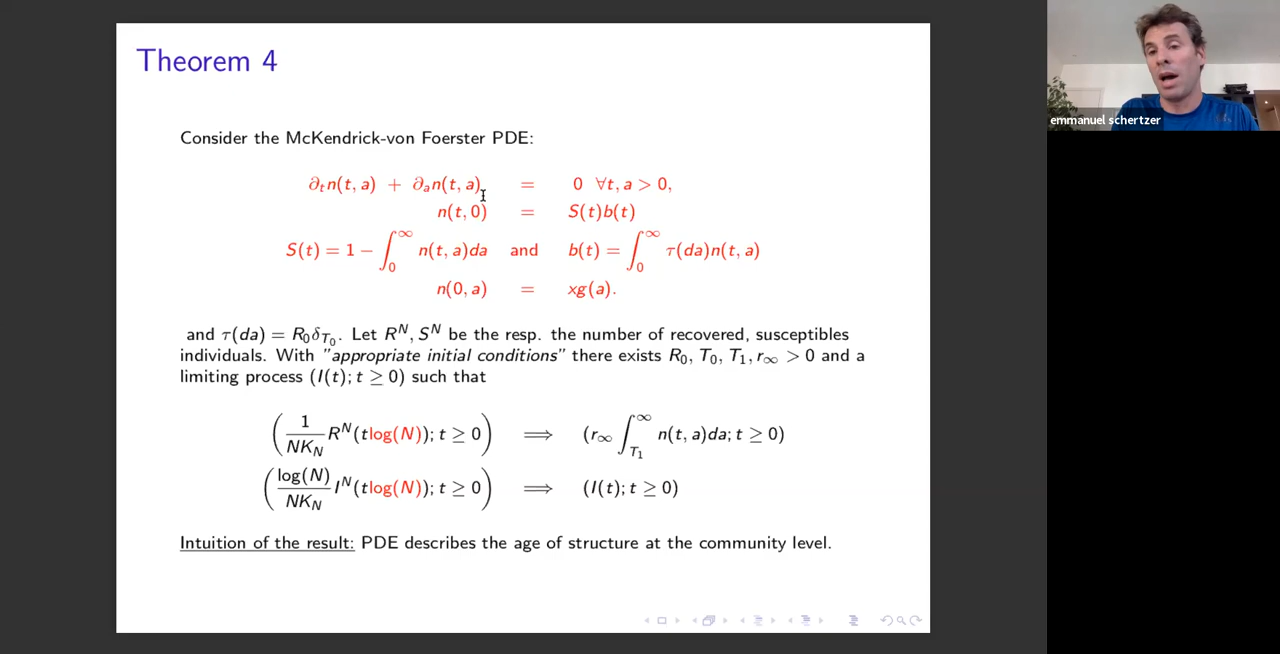 Theorem 4
emmanuel schertzer
Consider the McKendrick-von Foerster PDE:
∂ₜn(t, a) + ∂ₐn(t, a) = 0 ∀t, a > 0,
n(t, 0) = S(t)b(t)
S(t) = 1 − ∫₀^∞ n(t, a)da and b(t) = ∫₀^∞ τ(da)n(t, a)
n(0, a) = xg(a).
and τ(da) = R₀δ_{T₀}. Let R^N, S^N be the resp. the number of recovered, susceptibles
individuals. With "appropriate initial conditions" there exists R₀, T₀, T₁, r_∞ > 0 and a
limiting process (I(t); t ≥ 0) such that
(1/(NK_N) R^N(tlog(N)); t ≥ 0) ⟹ (r_∞ ∫_{T₁}^∞ n(t, a)da; t ≥ 0)
(log(N)/(NK_N) I^N(tlog(N)); t ≥ 0) ⟹ (I(t); t ≥ 0)
Intuition of the result: PDE describes the age of structure at the community level.